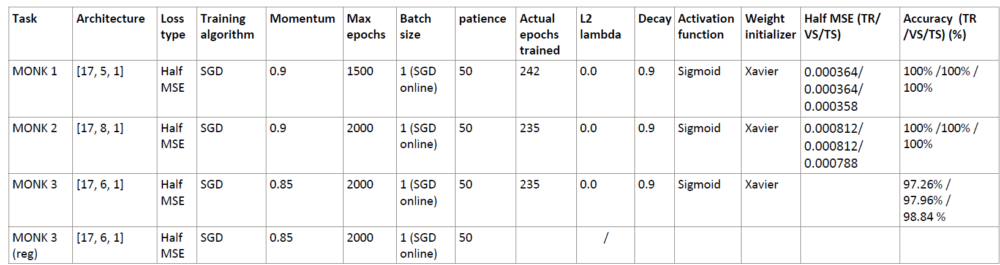 Task Architecture Loss type Training algorithm Momentum Max epochs Batch size patience Actual epochs trained L2 lambda Decay Activation function Weight initializer Half MSE (TR/ VS/TS) Accuracy (TR /VS/TS) (%)
MONK 1 [17, 5, 1] Half MSE SGD 0.9 1500 1 (SGD online) 50 242 0.0 0.9 Sigmoid Xavier 0.000364/ 0.000364/ 0.000358 100% /100% / 100%
MONK 2 [17, 8, 1] Half MSE SGD 0.9 2000 1 (SGD online) 50 235 0.0 0.9 Sigmoid Xavier 0.000812/ 0.000812/ 0.000788 100% /100% / 100%
MONK 3 [17, 6, 1] Half MSE SGD 0.85 2000 1 (SGD online) 50 235 0.0 0.9 Sigmoid Xavier 97.26% / 97.96% / 98.84 %
MONK 3 (reg) [17, 6, 1] Half MSE SGD 0.85 2000 1 (SGD online) 50 /